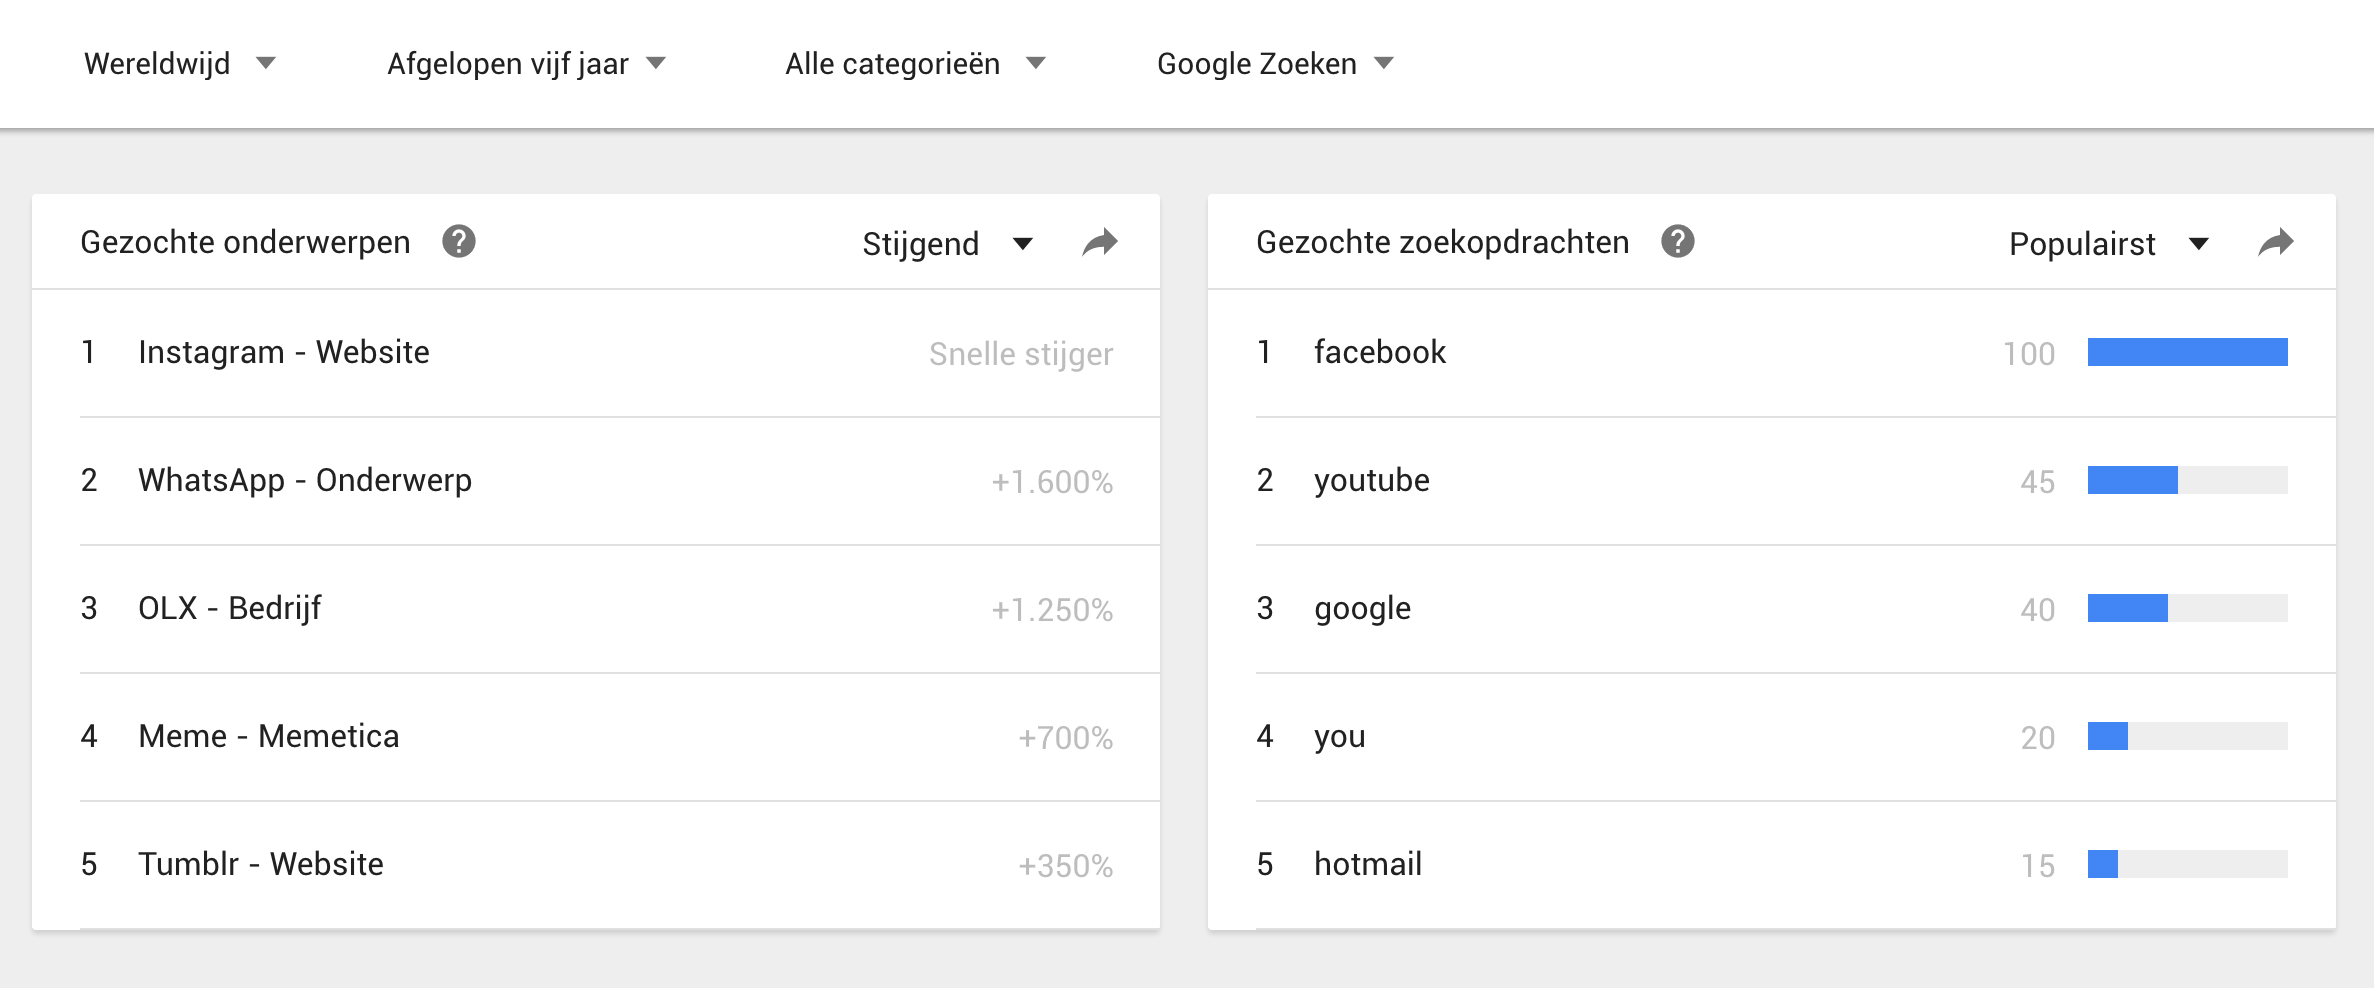 Wereldwijd Afgelopen vijf jaar Alle categorieën Google Zoeken
Gezochte onderwerpen ? Stijgend
1 Instagram - Website Snelle stijger
2 WhatsApp - Onderwerp +1.600%
3 OLX - Bedrijf +1.250%
4 Meme - Memetica +700%
5 Tumblr - Website +350%
Gezochte zoekopdrachten ? Populairst
1 facebook 100
2 youtube 45
3 google 40
4 you 20
5 hotmail 15